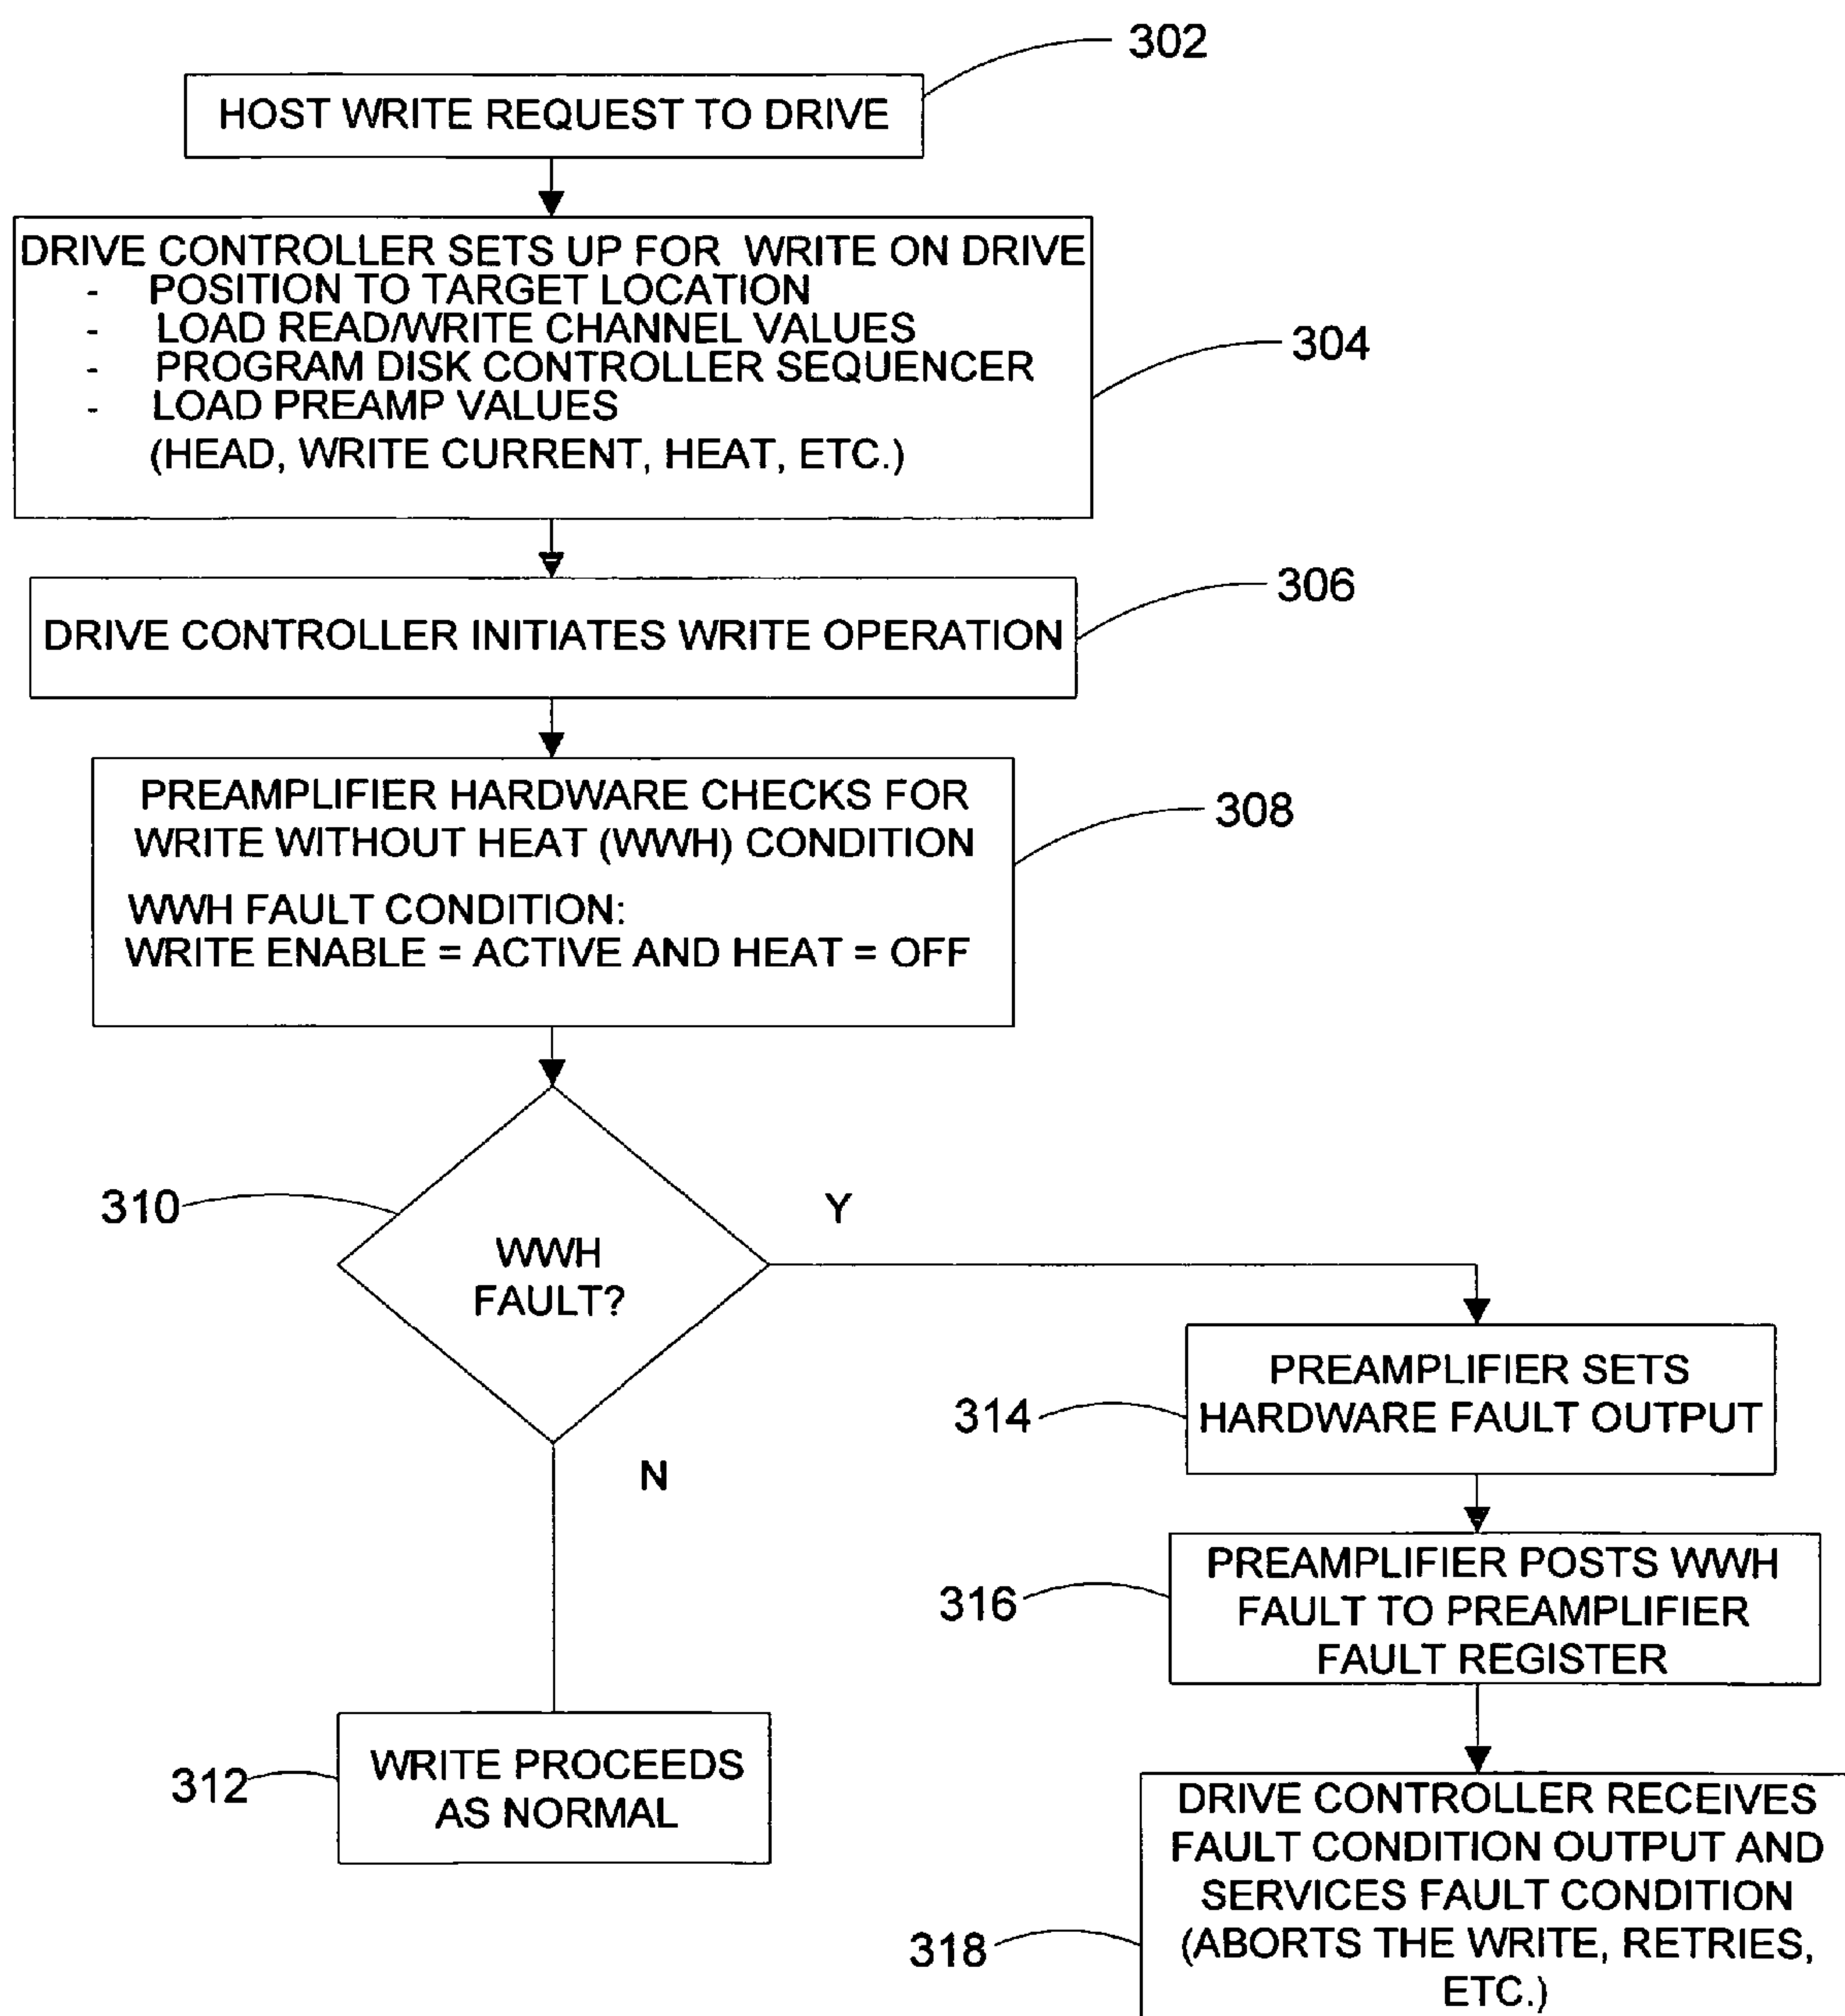 302
HOST WRITE REQUEST TO DRIVE
DRIVE CONTROLLER SETS UP FOR WRITE ON DRIVE
- POSITION TO TARGET LOCATION
- LOAD READ/WRITE CHANNEL VALUES
- PROGRAM DISK CONTROLLER SEQUENCER
- LOAD PREAMP VALUES
(HEAD, WRITE CURRENT, HEAT, ETC.)
304
306
DRIVE CONTROLLER INITIATES WRITE OPERATION
PREAMPLIFIER HARDWARE CHECKS FOR
WRITE WITHOUT HEAT (WWH) CONDITION
WWH FAULT CONDITION:
WRITE ENABLE = ACTIVE AND HEAT = OFF
308
310
WWH
FAULT?
Y
N
312
WRITE PROCEEDS
AS NORMAL
314
PREAMPLIFIER SETS
HARDWARE FAULT OUTPUT
316
PREAMPLIFIER POSTS WWH
FAULT TO PREAMPLIFIER
FAULT REGISTER
318
DRIVE CONTROLLER RECEIVES
FAULT CONDITION OUTPUT AND
SERVICES FAULT CONDITION
(ABORTS THE WRITE, RETRIES,
ETC.)